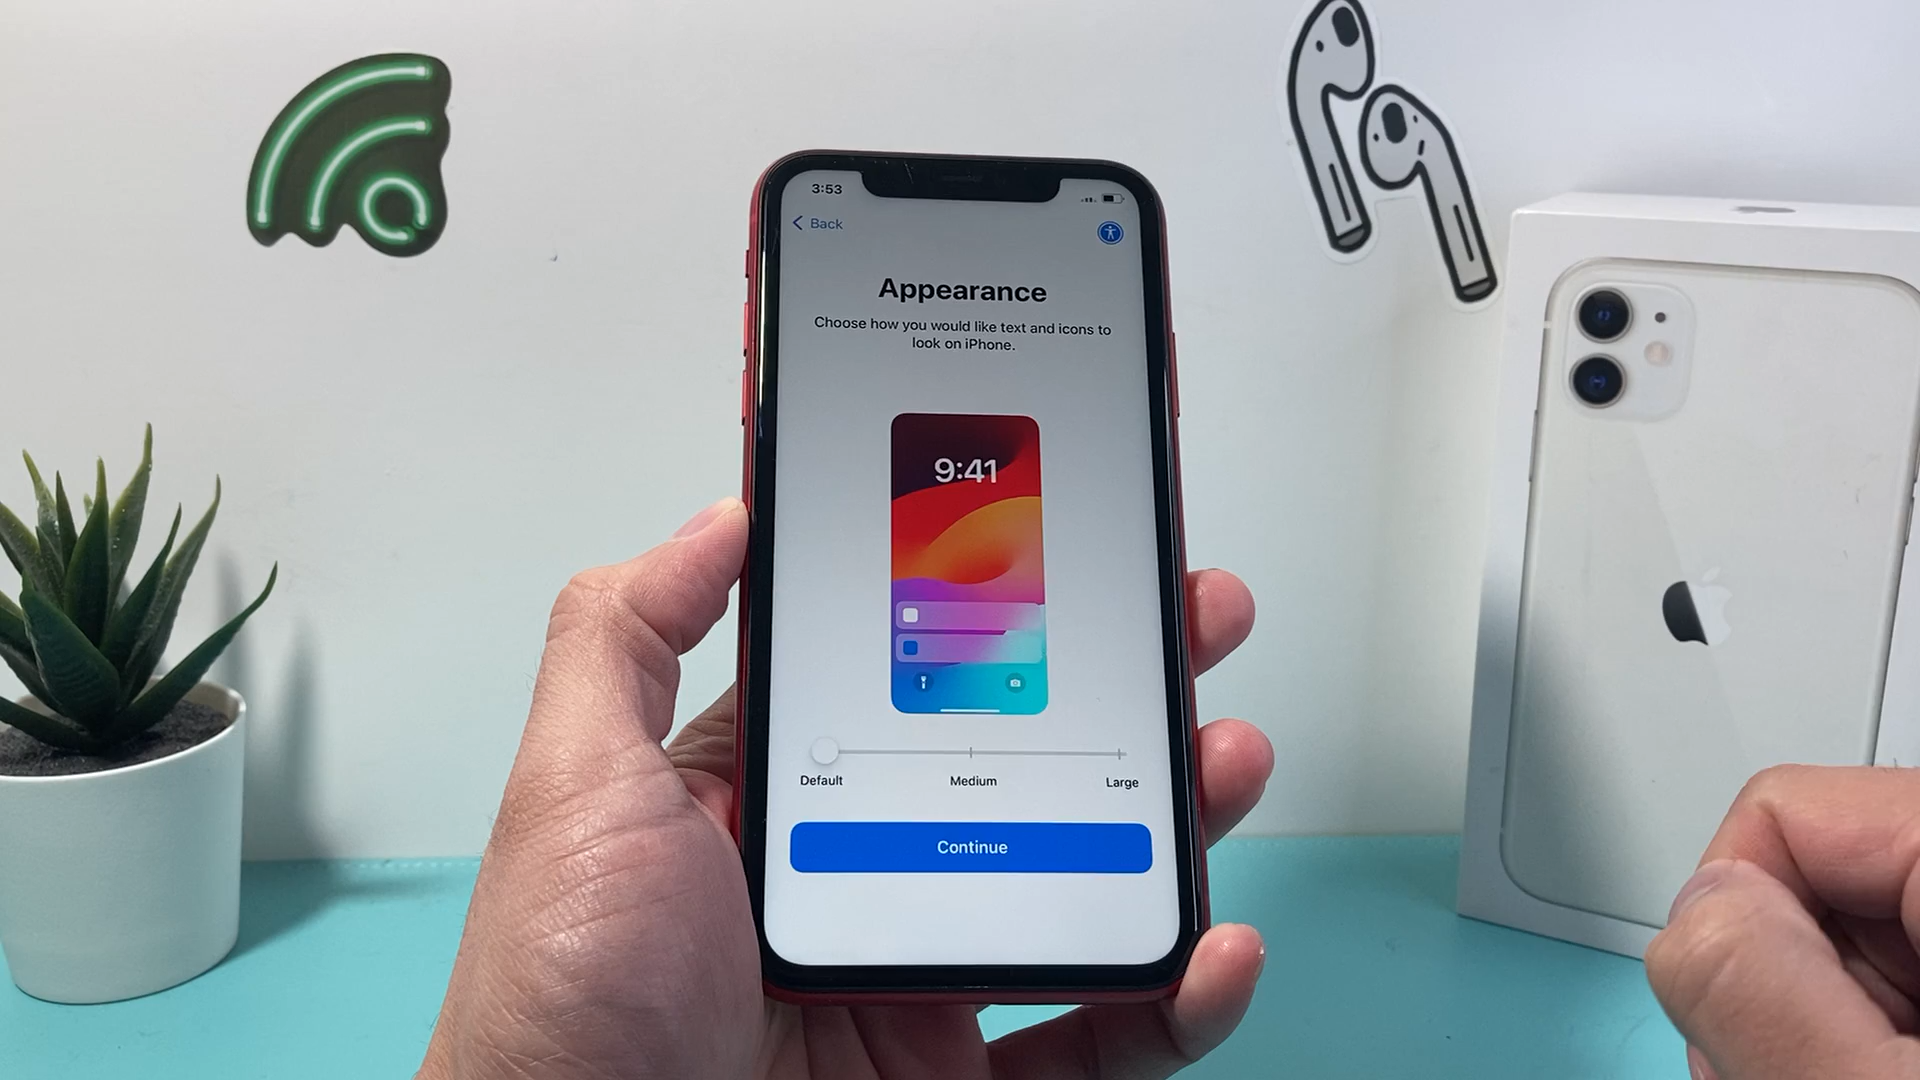 3:53
Back
Appearance
Choose how you would like text and icons to
look on iPhone.
9:41
Default
Medium
Large
Continue